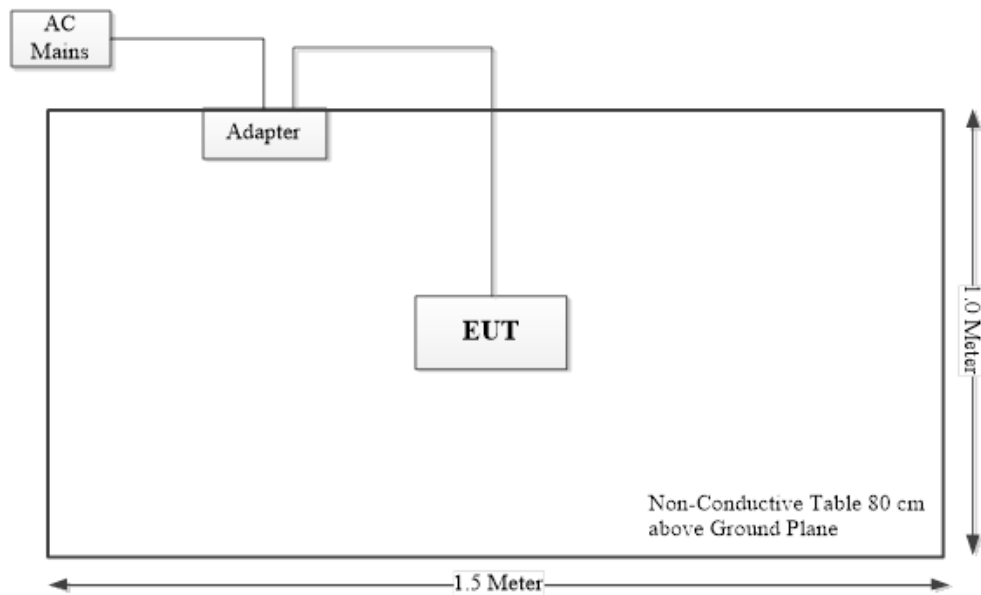 AC
Mains
Adapter
EUT
1.0 Meter
Non-Conductive Table 80 cm
above Ground Plane
1.5 Meter